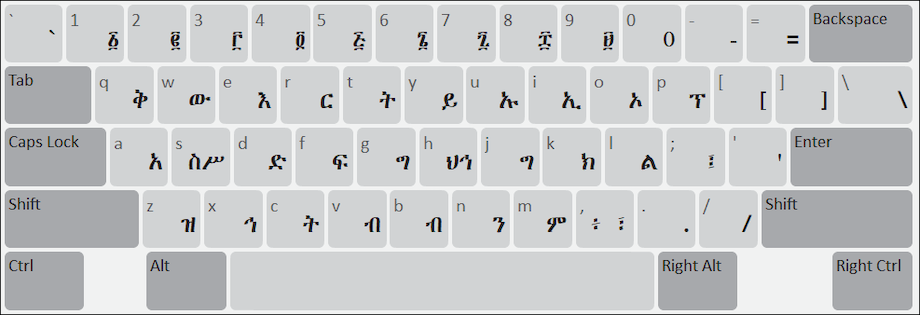 ` ` 1 ፩ 2 ፪ 3 ፫ 4 ፬ 5 ፭ 6 ፮ 7 ፯ 8 ፰ 9 ፱ 0 0 - - = = Backspace
Tab q ቅ w ው e እ r ር t ት y ይ u ኡ i ኢ o ኦ p ፕ [ [ ] ] \ \
Caps Lock a አ s ስሥ d ድ f ፍ g ግ h ህኅ j ግ k ክ l ል ; ፤ ' ' Enter
Shift z ዝ x ኅ c ት v ብ b ብ n ን m ም , ÷ ፣ . . / / Shift
Ctrl Alt Right Alt Right Ctrl